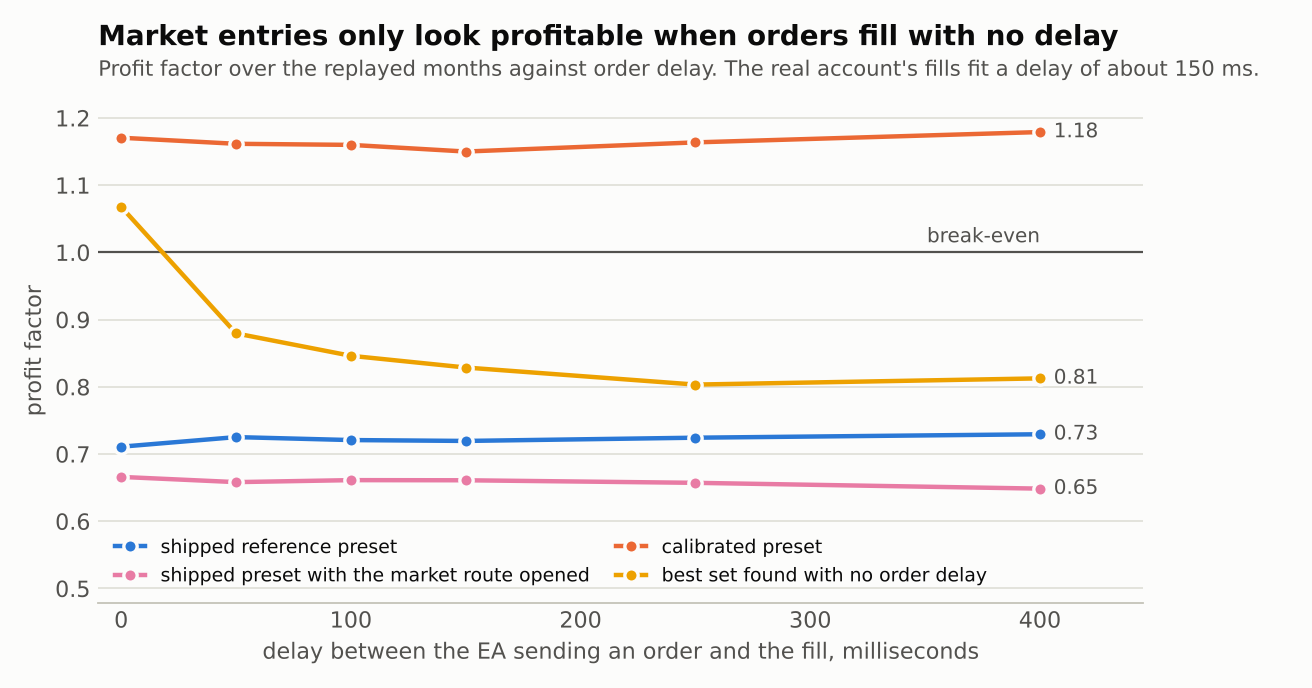 Market entries only look profitable when orders fill with no delay
Profit factor over the replayed months against order delay. The real account's fills fit a delay of about 150 ms.
1.2
1.18
1.1
break-even
1.0
0.9
profit factor
0.8
0.81
0.73
0.7
0.65
0.6
shipped reference preset
calibrated preset
shipped preset with the market route opened
best set found with no order delay
0.5
0
100
200
300
400
delay between the EA sending an order and the fill, milliseconds